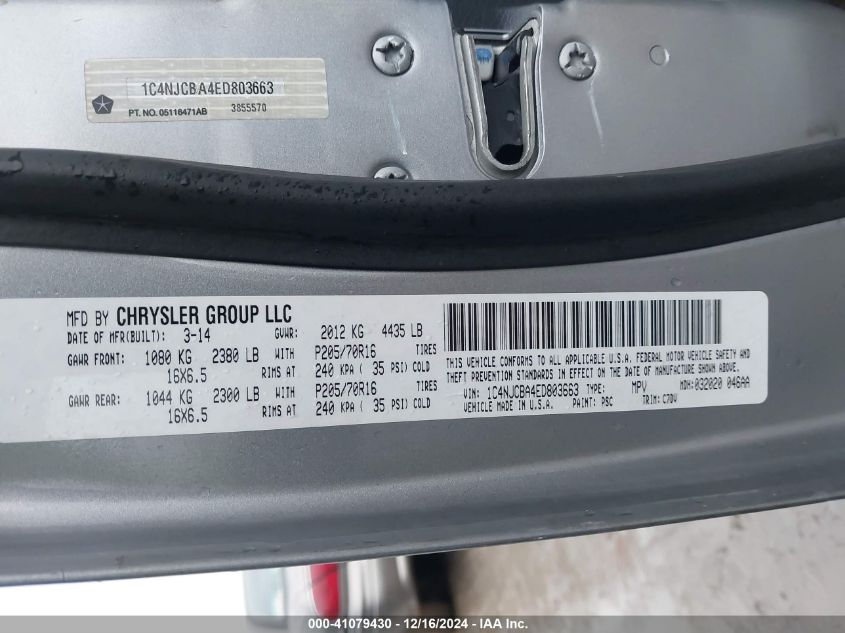 1C4NJCBA4ED803663
PT. NO. 05116471AB 3855570
MFD BY CHRYSLER GROUP LLC
DATE OF MFR(BUILT): 3-14 GVWR: 2012 KG 4435 LB
GAWR FRONT: 1080 KG 2380 LB WITH P205/70R16 TIRES
16X6.5 RIMS AT 240 KPA ( 35 PSI) COLD
GAWR REAR: 1044 KG 2300 LB WITH P205/70R16 TIRES
16X6.5 RIMS AT 240 KPA ( 35 PSI) COLD
THIS VEHICLE CONFORMS TO ALL APPLICABLE U.S.A. FEDERAL MOTOR VEHICLE SAFETY AND
THEFT PREVENTION STANDARDS IN EFFECT ON THE DATE OF MANUFACTURE SHOWN ABOVE.
VIN: 1C4NJCBA4ED803663 TYPE: MPV MDH:032020 046AA
VEHICLE MADE IN U.S.A. PAINT: PSC TRIM: C7DV
000-41079430 - 12/16/2024 - IAA Inc.